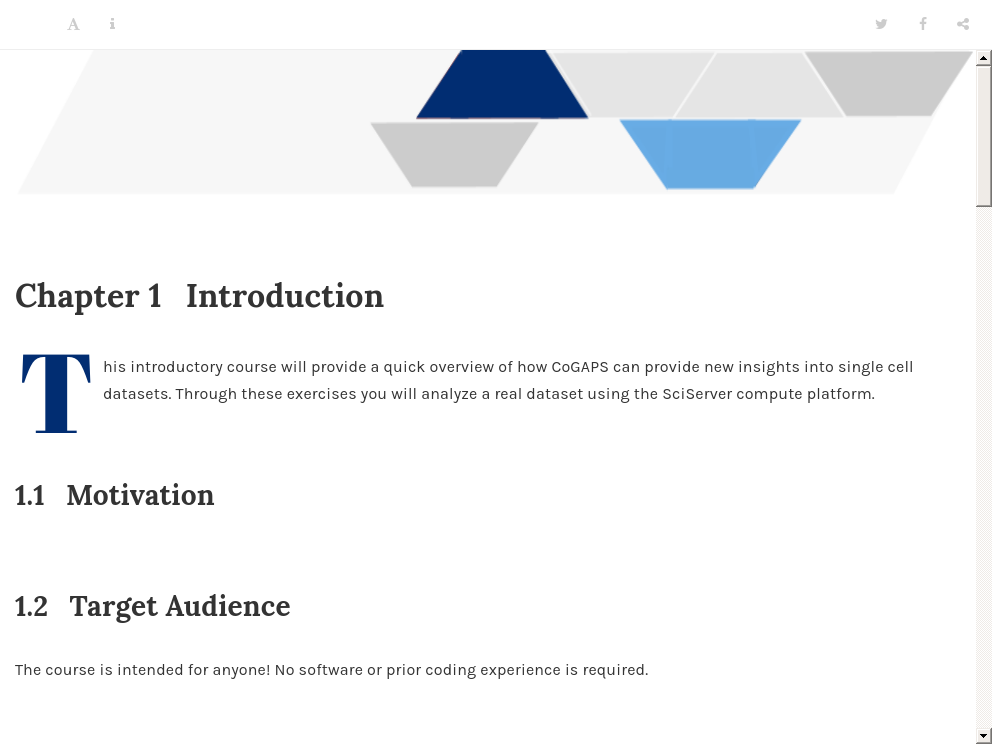 Chapter 1 Introduction
This introductory course will provide a quick overview of how CoGAPS can provide new insights into single cell
datasets. Through these exercises you will analyze a real dataset using the SciServer compute platform.
1.1 Motivation
1.2 Target Audience
The course is intended for anyone! No software or prior coding experience is required.